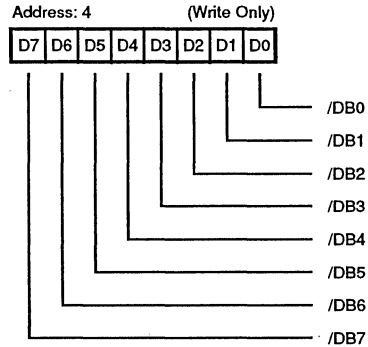 Address: 4 (Write Only)
D7 D6 D5 D4 D3 D2 D1 D0
/DB0
/DB1
/DB2
/DB3
/DB4
/DB5
/DB6
/DB7